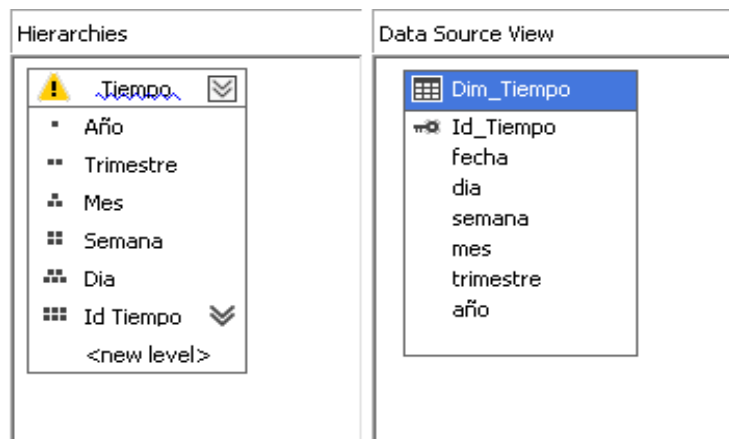 Hierarchies
Tiempo
Año
Trimestre
Mes
Semana
Dia
Id Tiempo
<new level>
Data Source View
Dim_Tiempo
Id_Tiempo
fecha
dia
semana
mes
trimestre
año